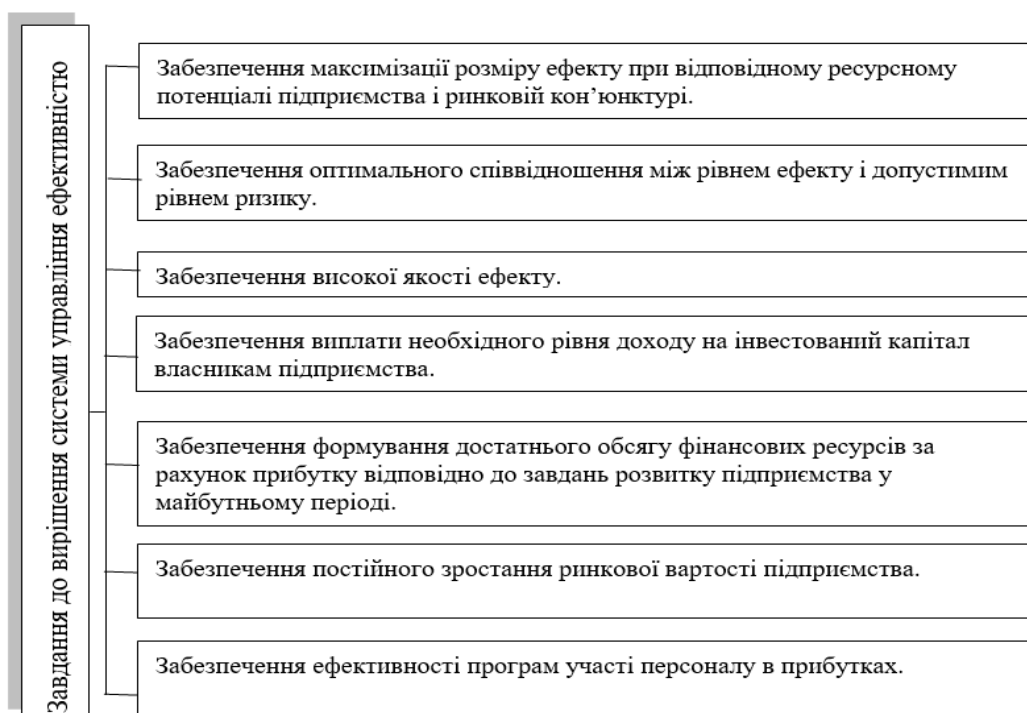 Завдання до вирішення системи управління ефективністю
Забезпечення максимізації розміру ефекту при відповідному ресурсному
потенціалі підприємства і ринковій кон’юнктурі.
Забезпечення оптимального співвідношення між рівнем ефекту і допустимим
рівнем ризику.
Забезпечення високої якості ефекту.
Забезпечення виплати необхідного рівня доходу на інвестований капітал
власникам підприємства.
Забезпечення формування достатнього обсягу фінансових ресурсів за
рахунок прибутку відповідно до завдань розвитку підприємства у
майбутньому періоді.
Забезпечення постійного зростання ринкової вартості підприємства.
Забезпечення ефективності програм участі персоналу в прибутках.